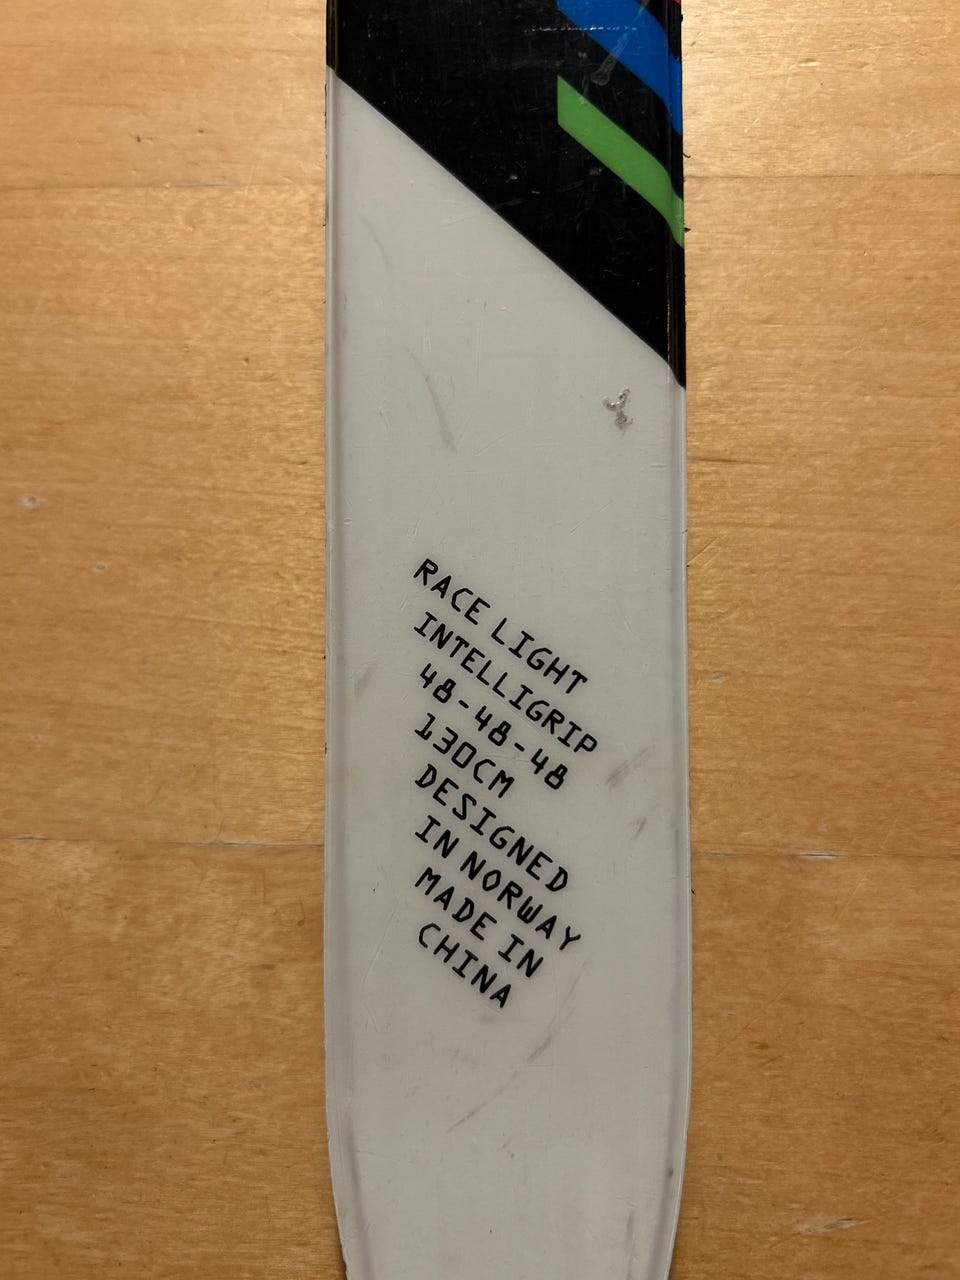 RACE LIGHT
INTELLIGRIP
48-48-48
130CM
DESIGNED
IN NORWAY
MADE IN
CHINA